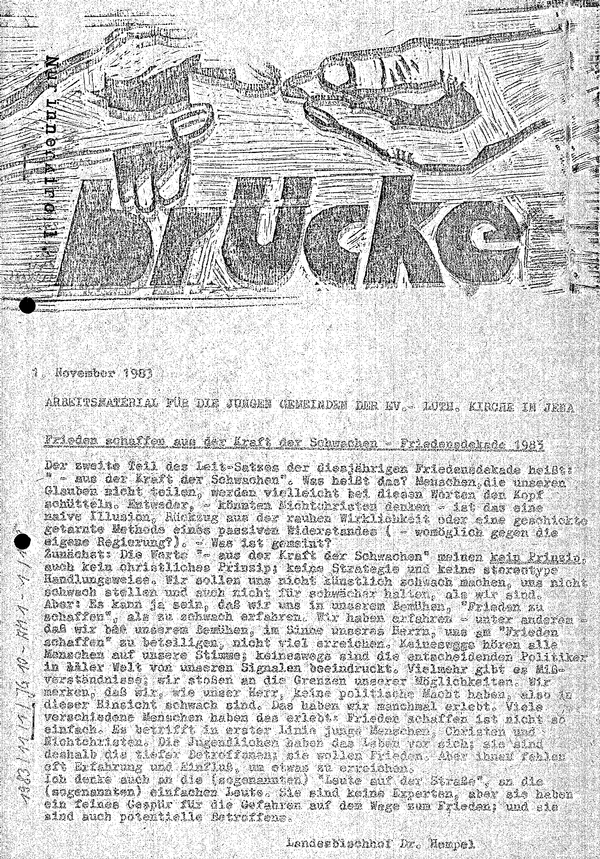 Nur innerkirchl.
brücke
1 November 1983
ARBEITSMATERIAL FÜR DIE JUNGEN GEMEINDEN DER EV.- LUTH. KIRCHE IN JENA
Frieden schaffen aus der Kraft der Schwachen - Friedensdekade 1983
Der zweite Teil des Leit-Satzes der diesjährigen Friedensdekade heißt:
" - aus der Kraft der Schwachen". Was heißt das? Menschen,die unseren
Glauben nicht teilen, werden vielleicht bei diesen Worten den Kopf
schütteln. Entweder, - könnten Nichtchristen denken - ist das eine
naive Illusion, Rückzug aus der rauhen Wirklichkeit oder eine geschickt
getarnte Methode eines passiven Widerstandes ( - womöglich gegen die
eigene Regierung?). - Was ist gemeint?
Zunächst: Die Worte "- aus der Kraft der Schwachen" meinen kein Prinzip,
auch kein christliches Prinzip; keine Strategie und keine stereotype
Handlungsweise. Wir sollen uns nicht künstlich schwach machen, uns nicht
schwach stellen und auch nicht für schwächer halten, als wir sind.
Aber: Es kann ja sein, daß wir uns in unserem Bemühen, "Frieden zu
schaffen", als zu schwach erfahren. Wir haben erfahren - unter anderem -
daß wir bei unserem Bemühen, im Sinne unseres Herrn, uns am "Frieden
schaffen" zu beteiligen, nicht viel erreichen. Keineswegs hören alle
Menschen auf unsere Stimme; keineswegs sind die entscheidenden Politiker
in aller Welt von unseren Signalen beeindruckt. Vielmehr gibt es Miß-
verständnisse; wir stoßen an die Grenzen unserer Möglichkeiten. Wir
merken, daß wir, wie unser Herr, keine politische Macht haben, also in
dieser Hinsicht schwach sind. Das haben wir manchmal erlebt. Viele
verschiedene Menschen haben das erlebt: Frieden schaffen ist nicht so
einfach. Es betrifft in erster Linie junge Menschen, Christen und
Nichtchristen. Die Jugendlichen haben das Leben vor sich; sie sind
deshalb die tiefer Betroffenen; sie wollen Frieden. Aber ihnen fehlen
oft Erfahrung und Einfluß, um etwas zu erreichen.
Ich denke auch an die (sogenannten) "Leute auf der Straße", an die
(sogenannten) einfachen Leute. Sie sind keine Experten, aber sie haben
ein feines Gespür für die Gefahren auf dem Wege zum Frieden; und sie
sind auch potentielle Betroffene.
Landesbischhof Dr. Hempel